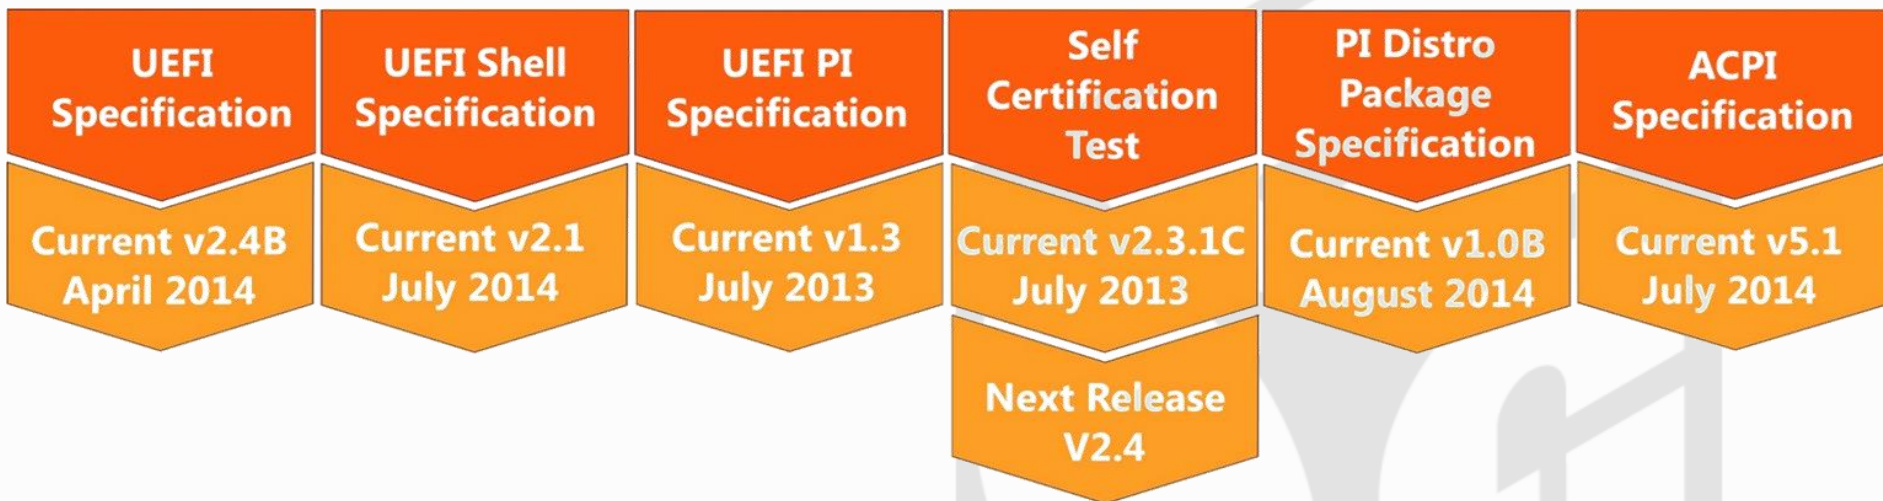 UEFI
Specification
Current v2.4B
April 2014
UEFI Shell
Specification
Current v2.1
July 2014
UEFI PI
Specification
Current v1.3
July 2013
Self
Certification
Test
Current v2.3.1C
July 2013
Next Release
V2.4
PI Distro
Package
Specification
Current v1.0B
August 2014
ACPI
Specification
Current v5.1
July 2014